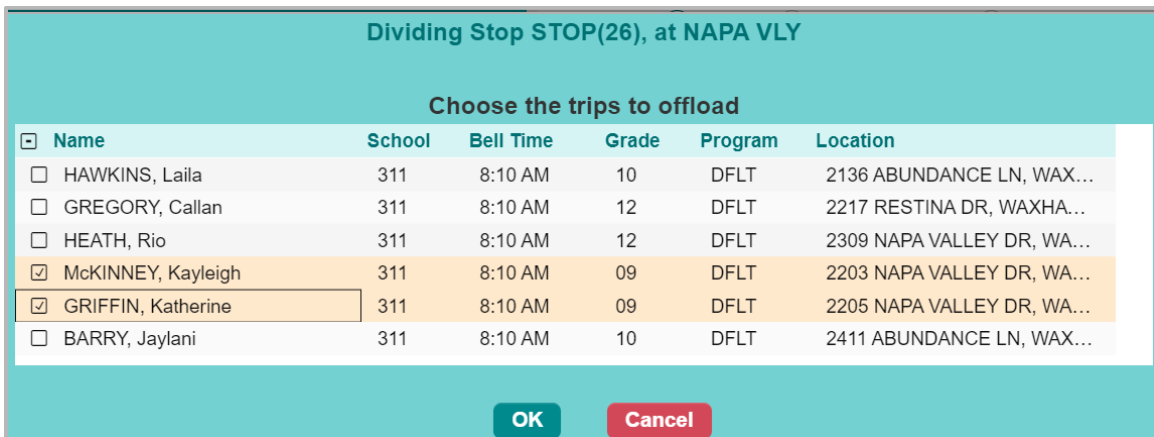 Dividing Stop STOP(26), at NAPA VLY
Choose the trips to offload
Name School Bell Time Grade Program Location
HAWKINS, Laila 311 8:10 AM 10 DFLT 2136 ABUNDANCE LN, WAX...
GREGORY, Callan 311 8:10 AM 12 DFLT 2217 RESTINA DR, WAXHA...
HEATH, Rio 311 8:10 AM 12 DFLT 2309 NAPA VALLEY DR, WA...
McKINNEY, Kayleigh 311 8:10 AM 09 DFLT 2203 NAPA VALLEY DR, WA...
GRIFFIN, Katherine 311 8:10 AM 09 DFLT 2205 NAPA VALLEY DR, WA...
BARRY, Jaylani 311 8:10 AM 10 DFLT 2411 ABUNDANCE LN, WAX...
OK Cancel